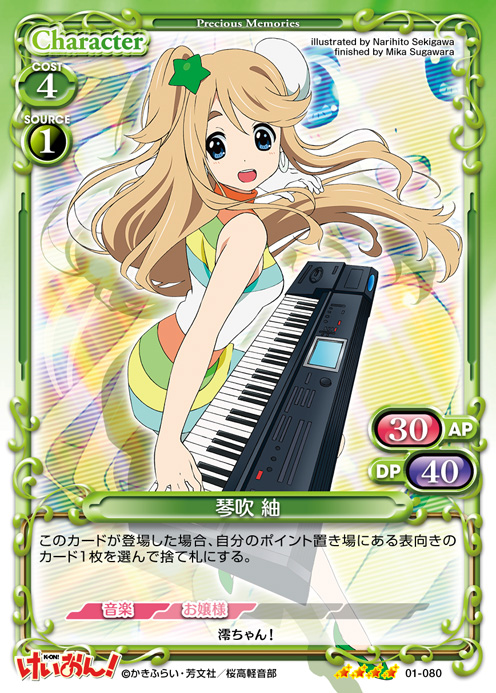 Precious Memories
Character
illustrated by Narihito Sekigawa
finished by Mika Sugawara
COST
4
SOURCE
1
30 AP
DP 40
琴吹 紬
このカードが登場した場合、自分のポイント置き場にある表向きの
カード1枚を選んで捨て札にする。
音楽 お嬢様
澪ちゃん!
K-ON!
けいおん!
©かきふらい・芳文社/桜高軽音部
01-080